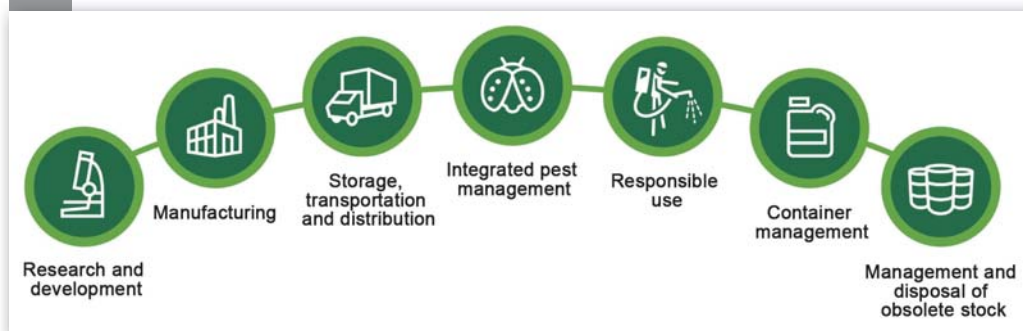 Research and
development
Manufacturing
Storage,
transportation
and distribution
Integrated pest
management
Responsible
use
Container
management
Management and
disposal of
obsolete stock